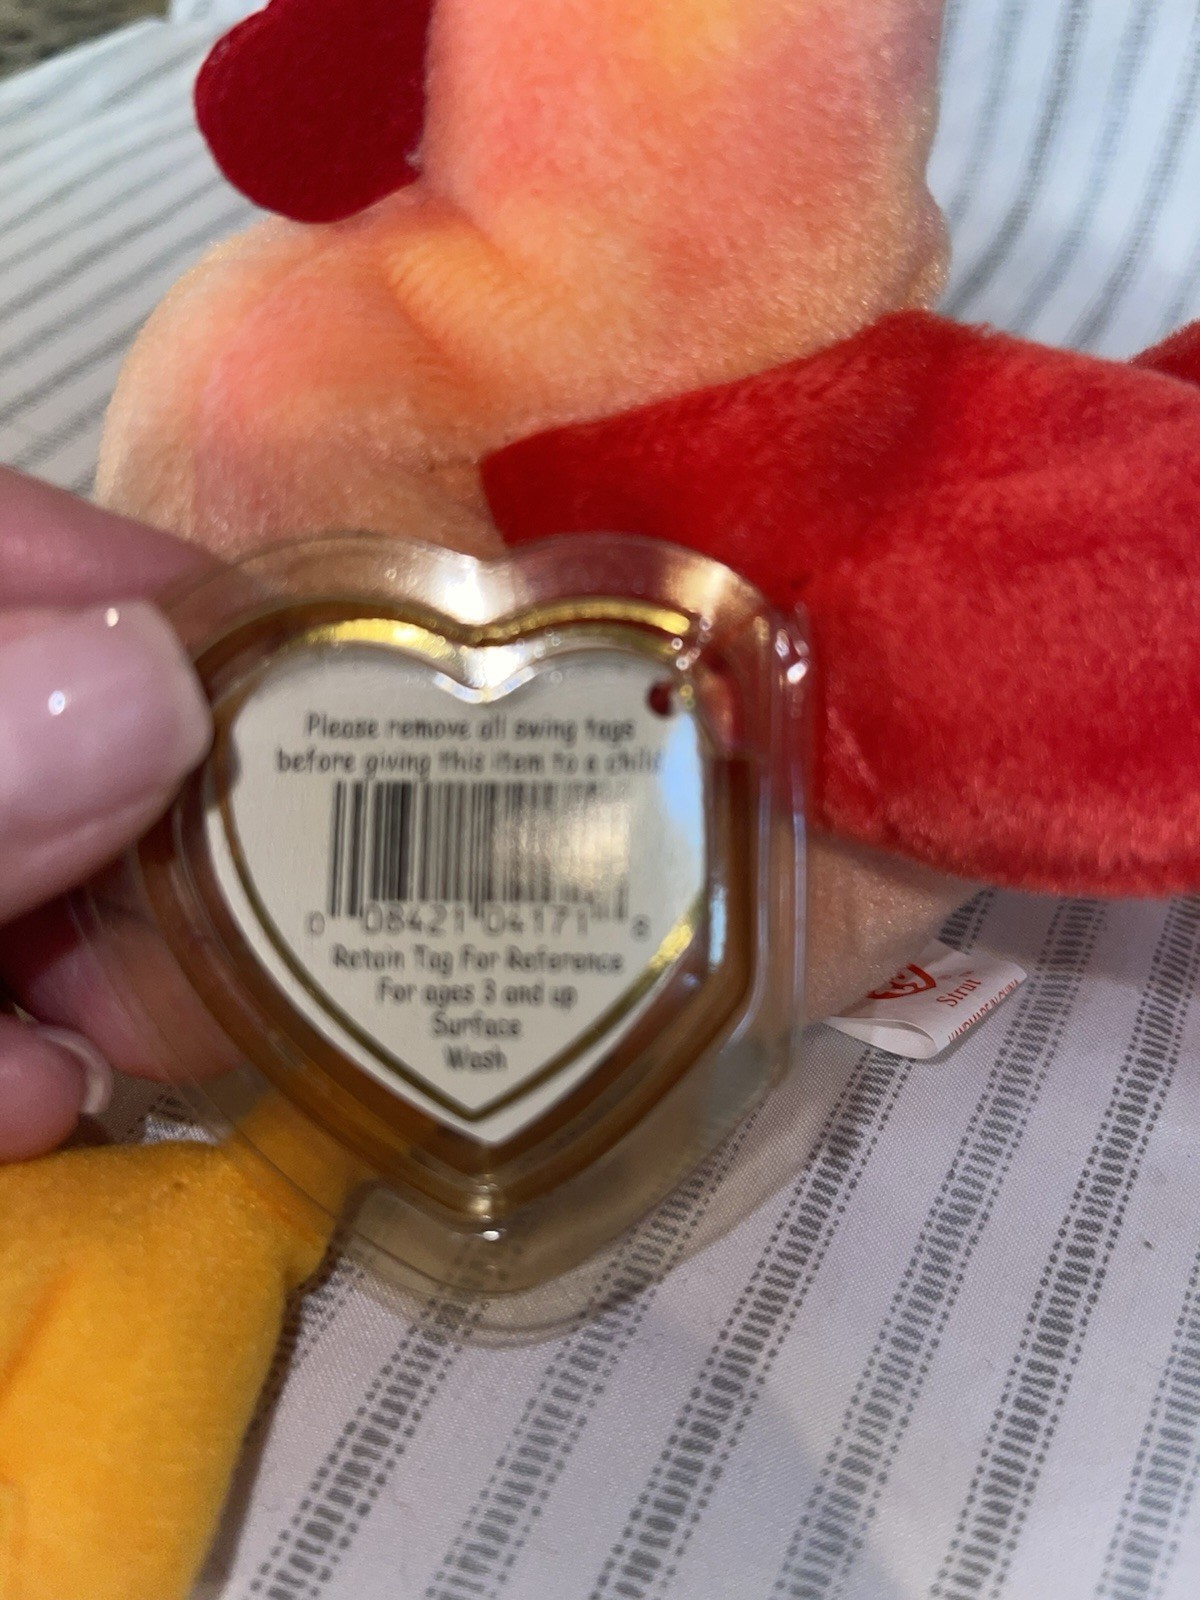 Please remove all swing tags
before giving this item to a child
0 08421 04171 8
Retain Tag For Reference
For ages 3 and up
Surface
Wash
Strut